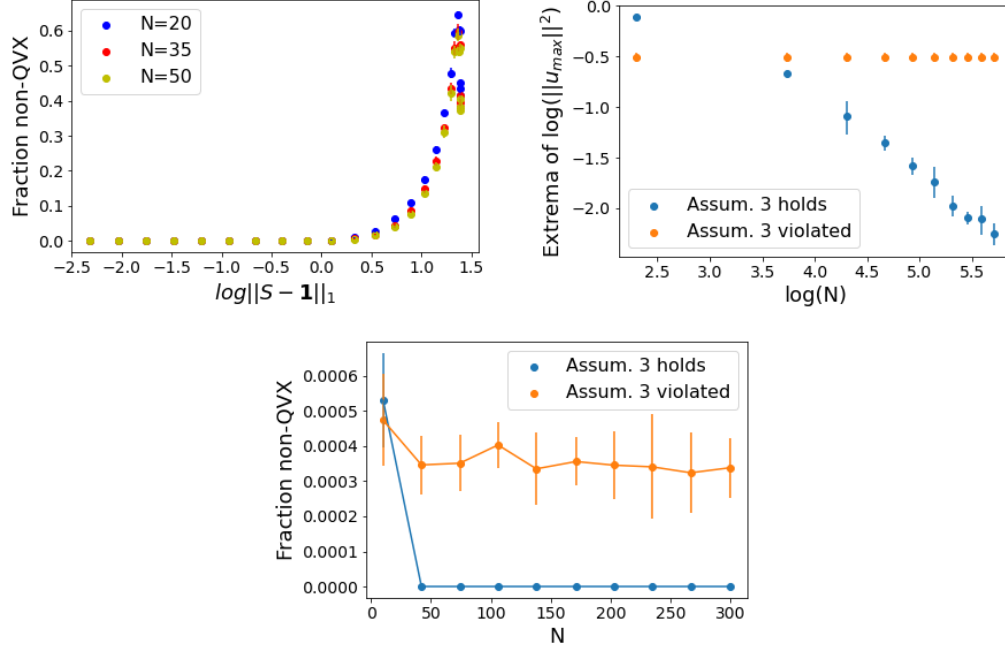 Fraction non-QVX
0.6
0.5
0.4
0.3
0.2
0.1
0.0
N=20
N=35
N=50
−2.5 −2.0 −1.5 −1.0 −0.5 0.0 0.5 1.0 1.5
log||S − 1||₁
Extrema of log(||u_max||²)
0.0
−0.5
−1.0
−1.5
−2.0
Assum. 3 holds
Assum. 3 violated
2.5 3.0 3.5 4.0 4.5 5.0 5.5
log(N)
Fraction non-QVX
0.0006
0.0005
0.0004
0.0003
0.0002
0.0001
0.0000
Assum. 3 holds
Assum. 3 violated
0 50 100 150 200 250 300
N